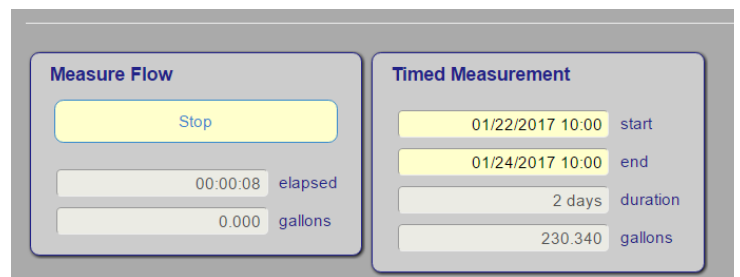 Measure Flow
Stop
00:00:08 elapsed
0.000 gallons
Timed Measurement
01/22/2017 10:00 start
01/24/2017 10:00 end
2 days duration
230.340 gallons